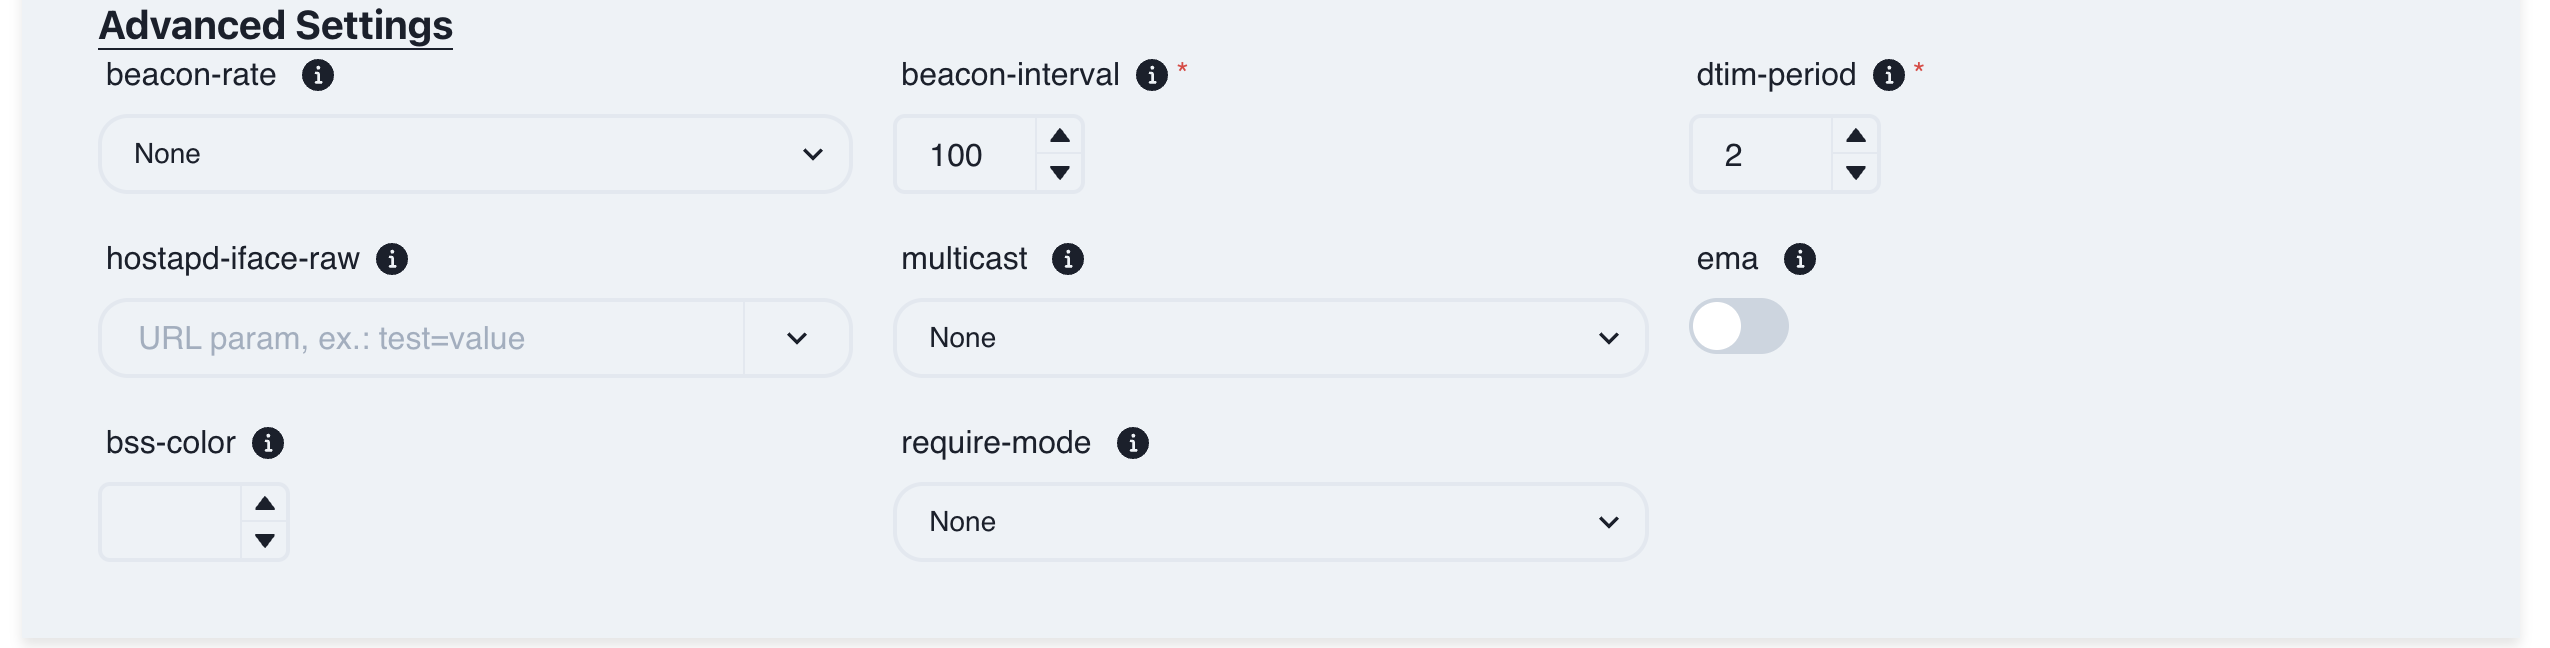 Advanced Settings
beacon-rate
beacon-interval *
dtim-period *
None
100
2
hostapd-iface-raw
multicast
ema
URL param, ex.: test=value
None
bss-color
require-mode
None